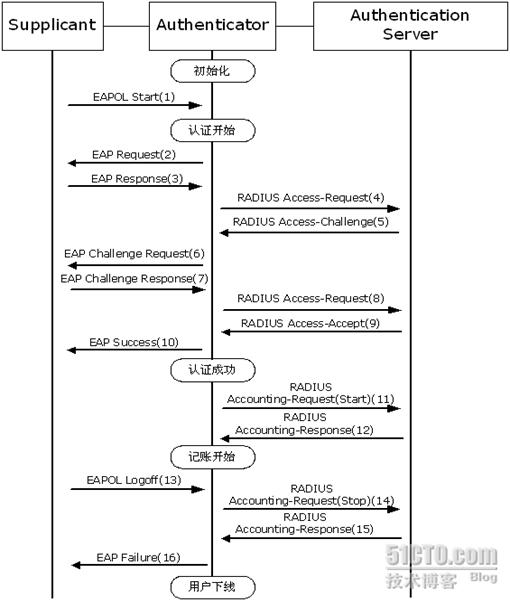 Supplicant
Authenticator
Authentication
Server
初始化
EAPOL Start(1)
认证开始
EAP Request(2)
EAP Response(3)
RADIUS Access-Request(4)
RADIUS Access-Challenge(5)
EAP Challenge Request(6)
EAP Challenge Response(7)
RADIUS Access-Request(8)
RADIUS Access-Accept(9)
EAP Success(10)
认证成功
RADIUS
Accounting-Request(Start)(11)
RADIUS
Accounting-Response(12)
记账开始
EAPOL Logoff(13)
RADIUS
Accounting-Request(Stop)(14)
RADIUS
Accounting-Response(15)
EAP Failure(16)
用户下线
51CTO.com
技术博客 Blog